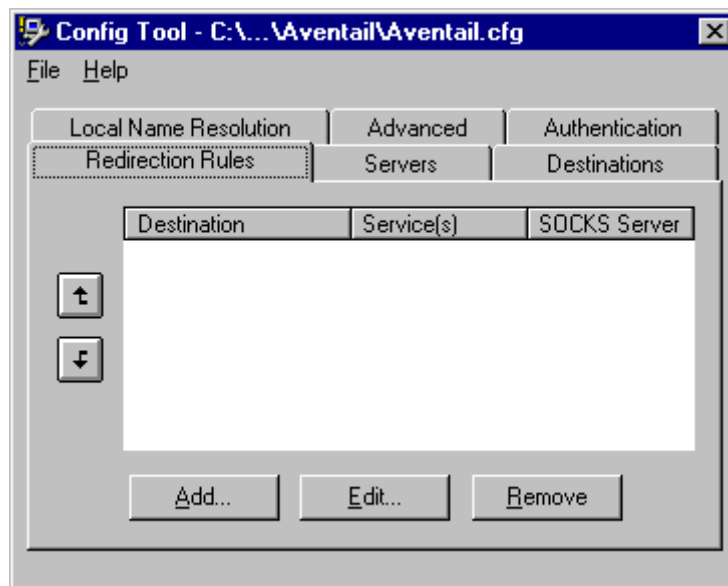 Config Tool - C:\...\Aventail\Aventail.cfg
File Help
Local Name Resolution Advanced Authentication
Redirection Rules Servers Destinations
Destination Service(s) SOCKS Server
Add... Edit... Remove